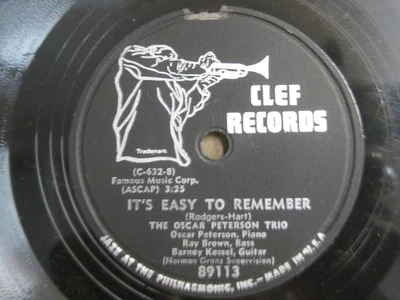 CLEF
RECORDS
Trademark
(C-632-8)
Famous Music Corp.
(ASCAP) 3:25
IT'S EASY TO REMEMBER
(Rodgers-Hart)
THE OSCAR PETERSON TRIO
Oscar Peterson, Piano
Ray Brown, Bass
Barney Kessel, Guitar
(Norman Granz Supervision)
89113
JAZZ AT THE PHILHARMONIC, INC.-MADE IN U.S.A